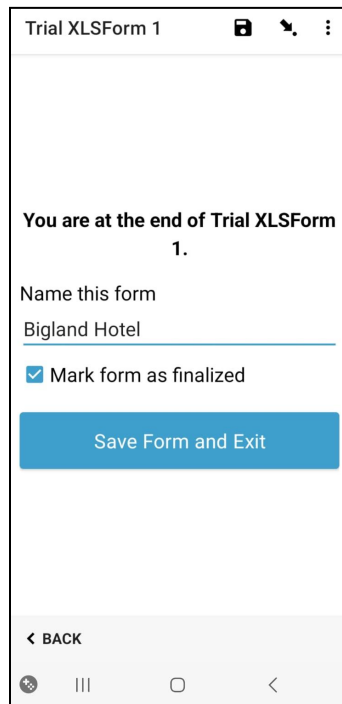 Trial XLSForm 1
You are at the end of Trial XLSForm
1.
Name this form
Bigland Hotel
Mark form as finalized
Save Form and Exit
BACK